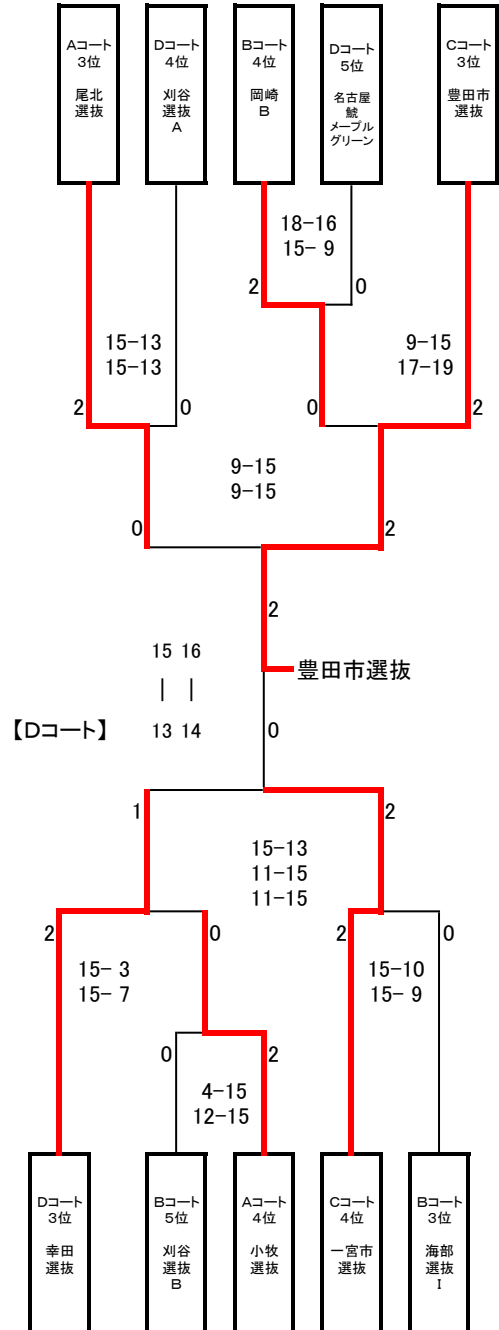 Aコート
3位
尾北
選抜
Dコート
4位
刈谷
選抜
A
Bコート
4位
岡崎
B
Dコート
5位
名古屋
鯱
メープル
グリーン
Cコート
3位
豊田市
選抜
18-16
15- 9
2
0
15-13
15-13
9-15
17-19
2
0
0
2
9-15
9-15
0
2
2
15 16
| |
13 14
豊田市選抜
【Dコート】
0
1
2
15-13
11-15
11-15
2
0
2
0
15- 3
15- 7
15-10
15- 9
0
2
4-15
12-15
Dコート
3位
幸田
選抜
Bコート
5位
刈谷
選抜
B
Aコート
4位
小牧
選抜
Cコート
4位
一宮市
選抜
Bコート
3位
海部
選抜
I